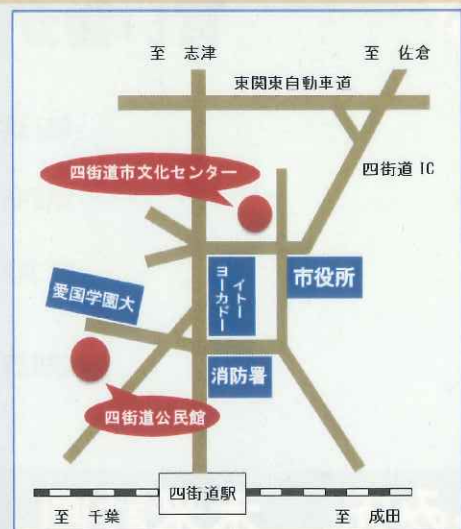 至 志津
至 佐倉
東関東自動車道
四街道市文化センター
四街道 IC
イトー
ヨーカドー
市役所
愛国学園大
消防署
四街道公民館
四街道駅
至 千葉
至 成田